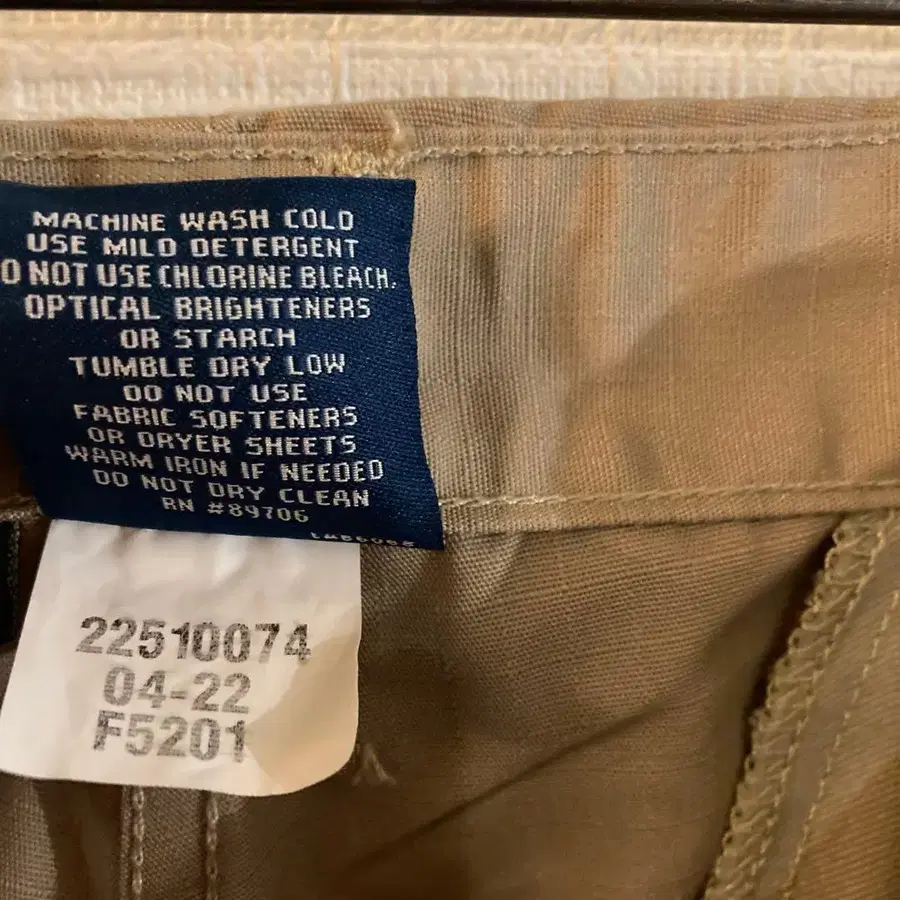 MACHINE WASH COLD
USE MILD DETERGENT
O NOT USE CHLORINE BLEACH,
OPTICAL BRIGHTENERS
OR STARCH
TUMBLE DRY LOW
DO NOT USE
FABRIC SOFTENERS
OR DRYER SHEETS
WARM IRON IF NEEDED
DO NOT DRY CLEAN
RN #89706
22510074
04-22
F5201